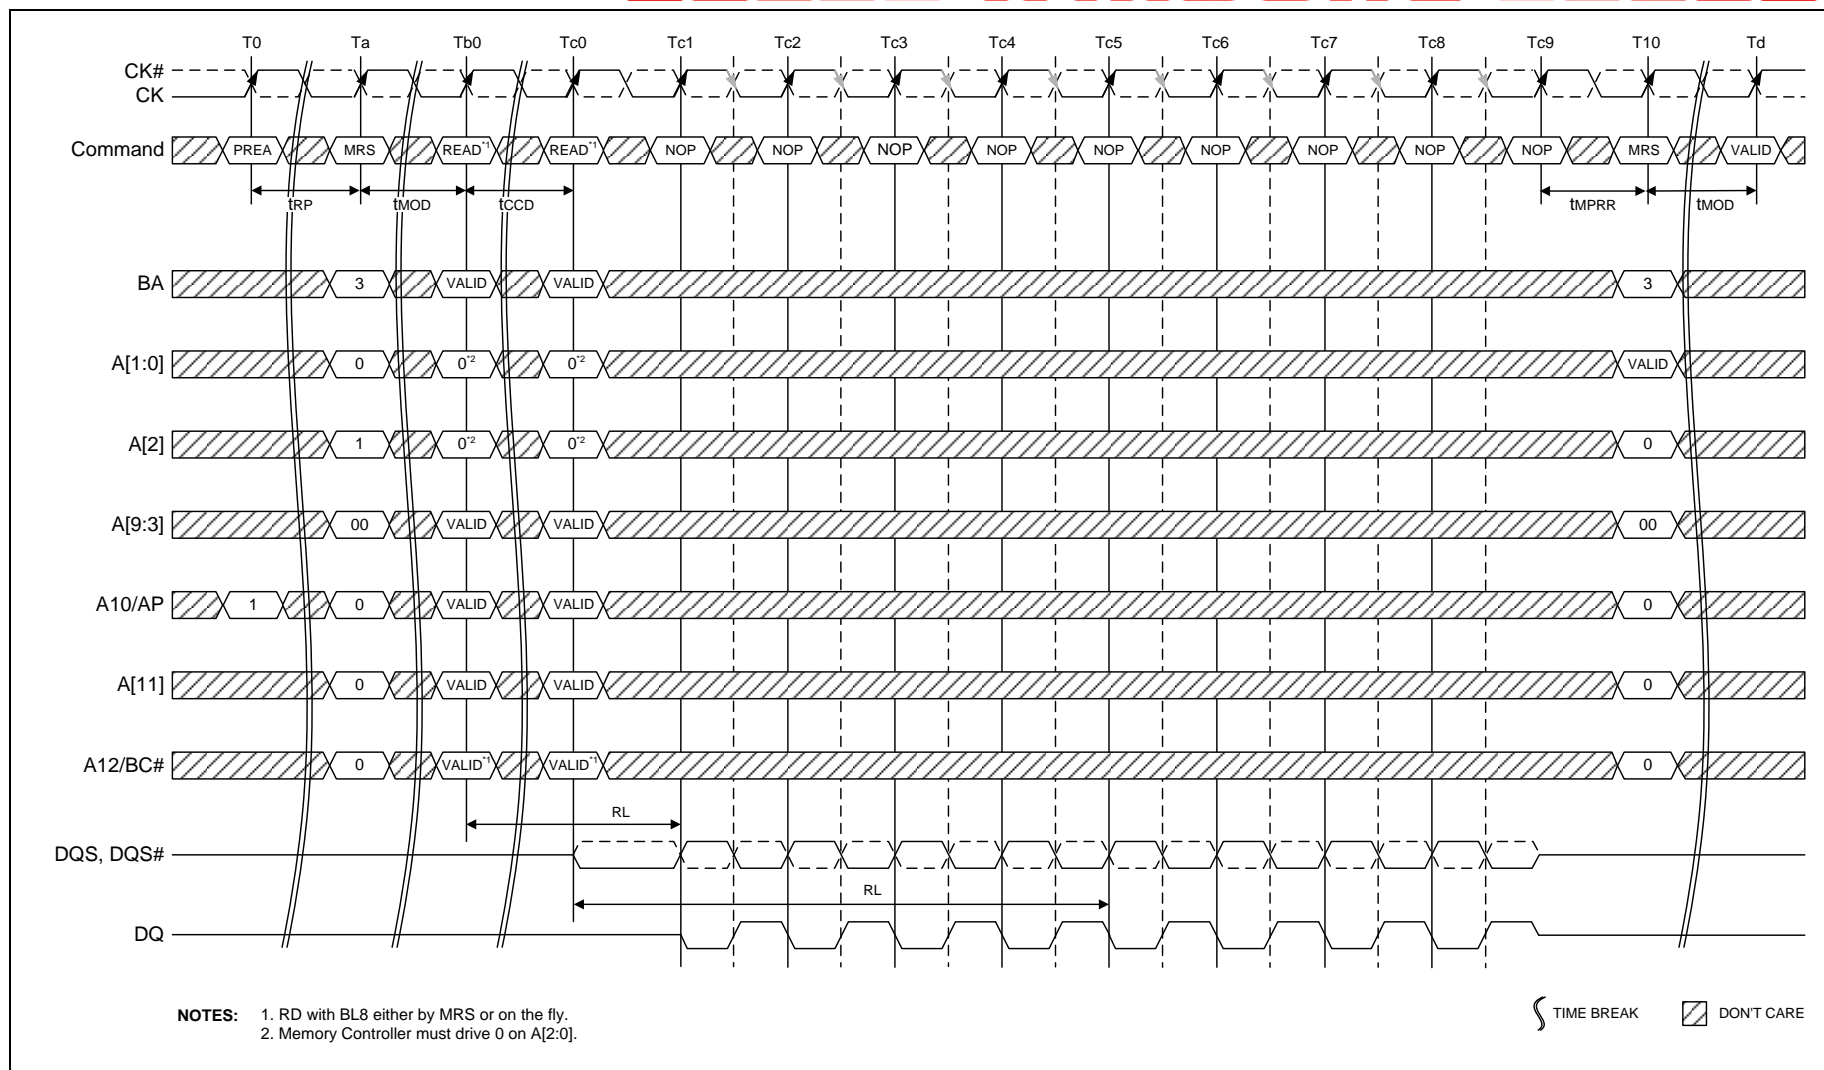 T0 Ta Tb0 Tc0 Tc1 Tc2 Tc3 Tc4 Tc5 Tc6 Tc7 Tc8 Tc9 T10 Td
CK#
CK
Command PREA MRS READ*1 READ*1 NOP NOP NOP NOP NOP NOP NOP NOP NOP MRS VALID
tRP tMOD tCCD tMPRR tMOD
BA 3 VALID VALID 3
A[1:0] 0 0*2 0*2 VALID
A[2] 1 0*2 0*2 0
A[9:3] 00 VALID VALID 00
A10/AP 1 0 VALID VALID 0
A[11] 0 VALID VALID 0
A12/BC# 0 VALID*1 VALID*1 0
RL
DQS, DQS#
RL
DQ
NOTES: 1. RD with BL8 either by MRS or on the fly.
2. Memory Controller must drive 0 on A[2:0].
TIME BREAK DON'T CARE